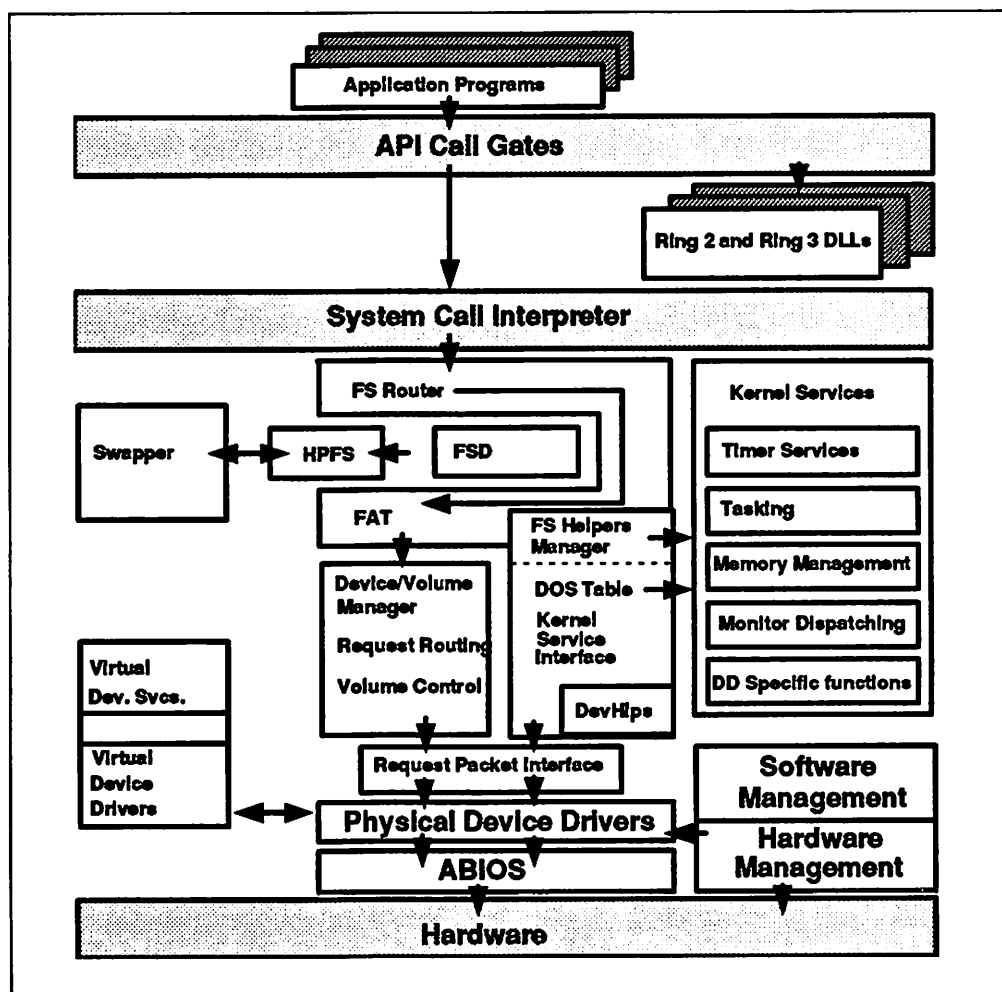 Application Programs
API Call Gates
Ring 2 and Ring 3 DLLs
System Call Interpreter
FS Router
Kernel Services
Swapper
HPFS
FSD
Timer Services
Tasking
FAT
FS Helpers
Manager
Memory Management
Device/Volume
Manager
DOS Table
Kernel
Service
Interface
Monitor Dispatching
Request Routing
Volume Control
DD Specific functions
DevHlps
Virtual
Dev. Svcs.
Virtual
Device
Drivers
Request Packet Interface
Software
Management
Physical Device Drivers
Hardware
Management
ABIOS
Hardware